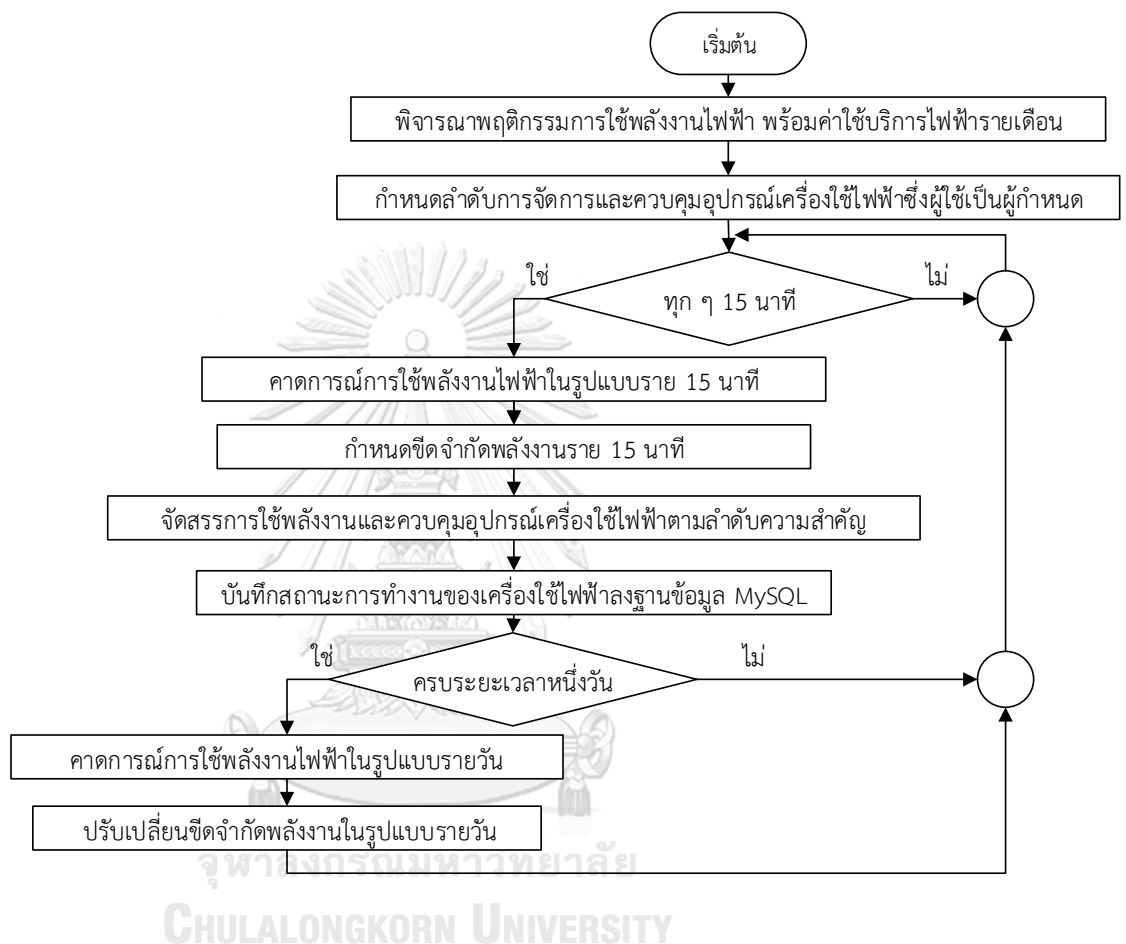 เริ่มต้น
พิจารณาพฤติกรรมการใช้พลังงานไฟฟ้า พร้อมค่าใช้บริการไฟฟ้ารายเดือน
กำหนดลำดับการจัดการและควบคุมอุปกรณ์เครื่องใช้ไฟฟ้าซึ่งผู้ใช้เป็นผู้กำหนด
ใช่
ไม่
ทุก ๆ 15 นาที
คาดการณ์การใช้พลังงานไฟฟ้าในรูปแบบราย 15 นาที
กำหนดขีดจำกัดพลังงานราย 15 นาที
จัดสรรการใช้พลังงานและควบคุมอุปกรณ์เครื่องใช้ไฟฟ้าตามลำดับความสำคัญ
บันทึกสถานะการทำงานของเครื่องใช้ไฟฟ้าลงฐานข้อมูล MySQL
ใช่
ไม่
ครบระยะเวลาหนึ่งวัน
คาดการณ์การใช้พลังงานไฟฟ้าในรูปแบบรายวัน
ปรับเปลี่ยนขีดจำกัดพลังงานในรูปแบบรายวัน
จุฬาลงกรณ์มหาวิทยาลัย
CHULALONGKORN UNIVERSITY